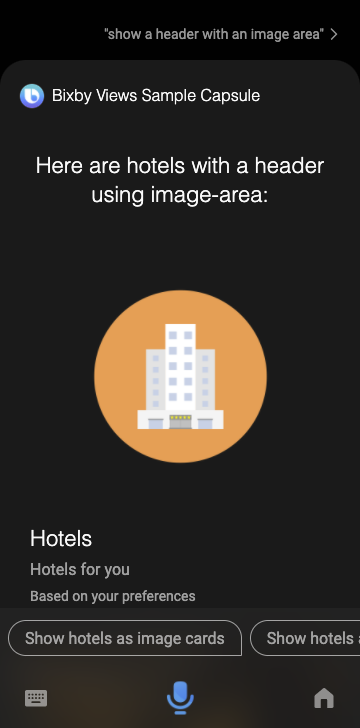 "show a header with an image area"
Bixby Views Sample Capsule
Here are hotels with a header
using image-area:
Hotels
Hotels for you
Based on your preferences
Show hotels as image cards
Show hotels